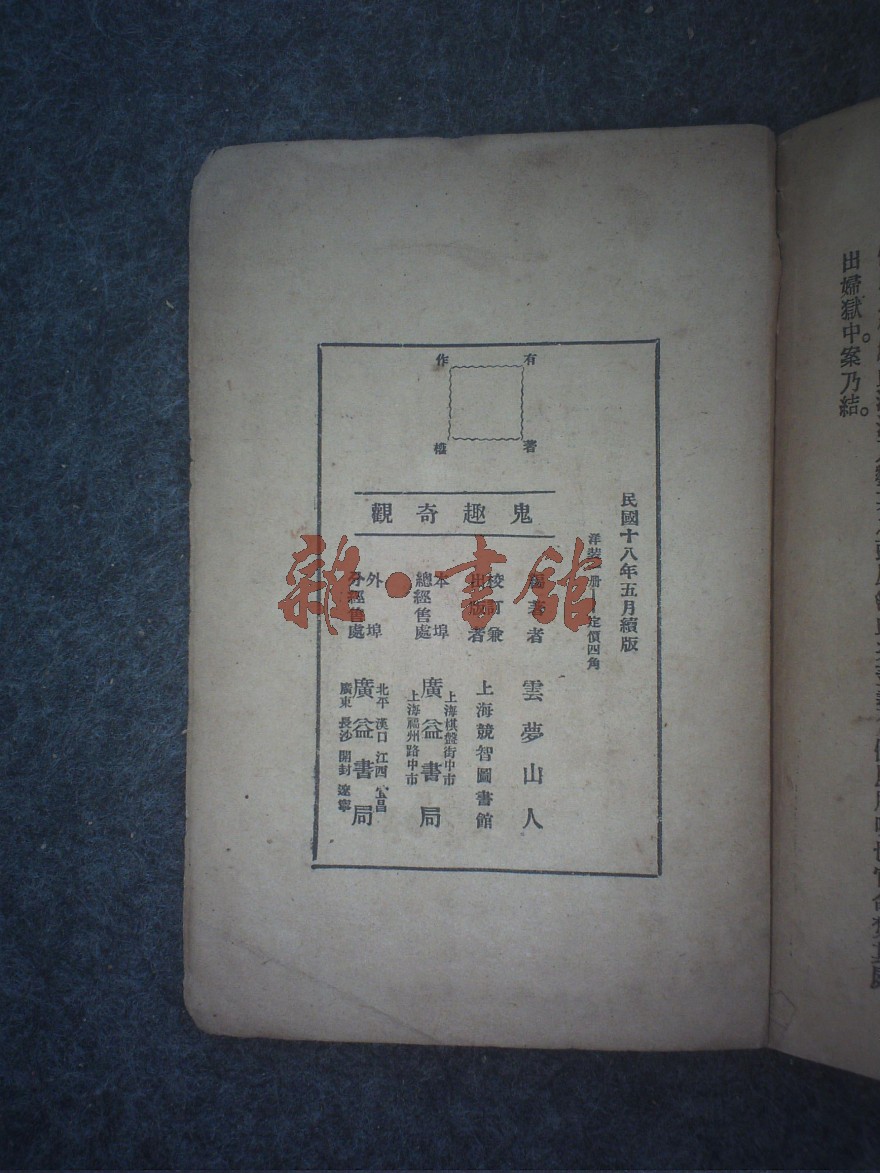 出婦獄中案乃結。
有著作權
民國十八年五月續版
洋裝一册 定價四角
鬼趣奇觀
編著者 雲夢山人
校訂兼出版者 上海競智圖書館
本埠總經售處 上海棋盤街中市 廣益書局 上海福州路中市
外埠分經售處 北平 漢口 江西 宜昌 廣益書局 廣東 長沙 開封 遼寧
雜·書館